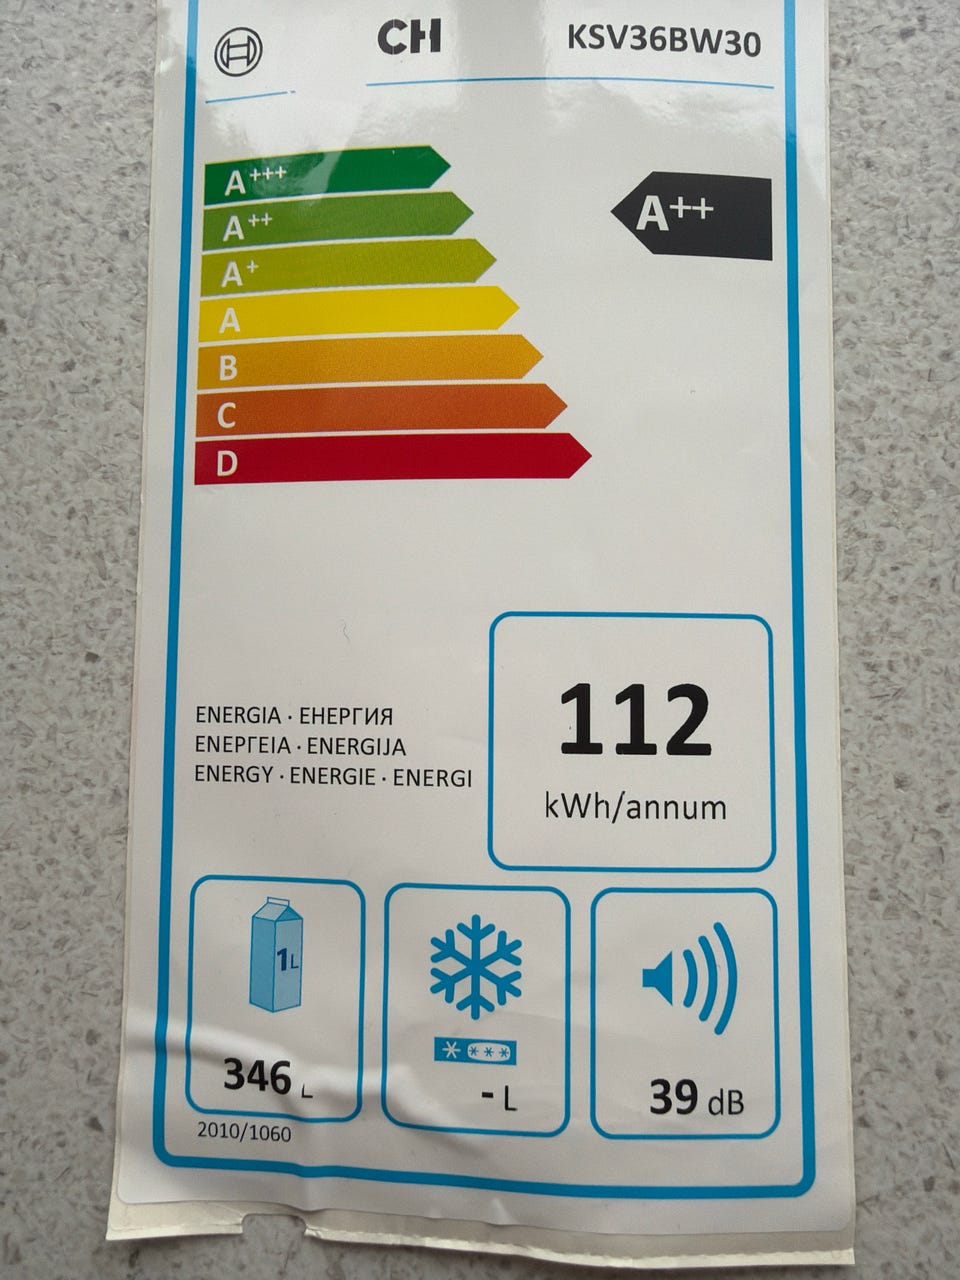 CH KSV36BW30
A+++
A++
A++
A+
A
B
C
D
112
kWh/annum
ENERGIA · ЕНЕРГИЯ
ΕΝΕΡΓΕΙΑ · ENERGIJA
ENERGY · ENERGIE · ENERGI
1L
346 L
- L
39 dB
2010/1060